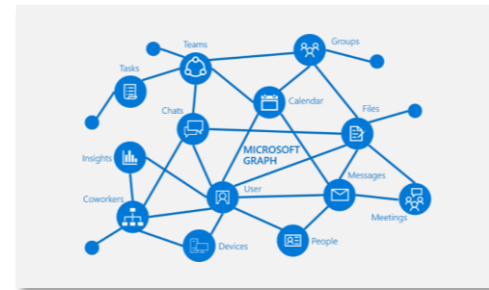 Teams
Groups
Tasks
Calendar
Chats
Files
MICROSOFT
GRAPH
Insights
Messages
User
Coworkers
Meetings
Devices
People